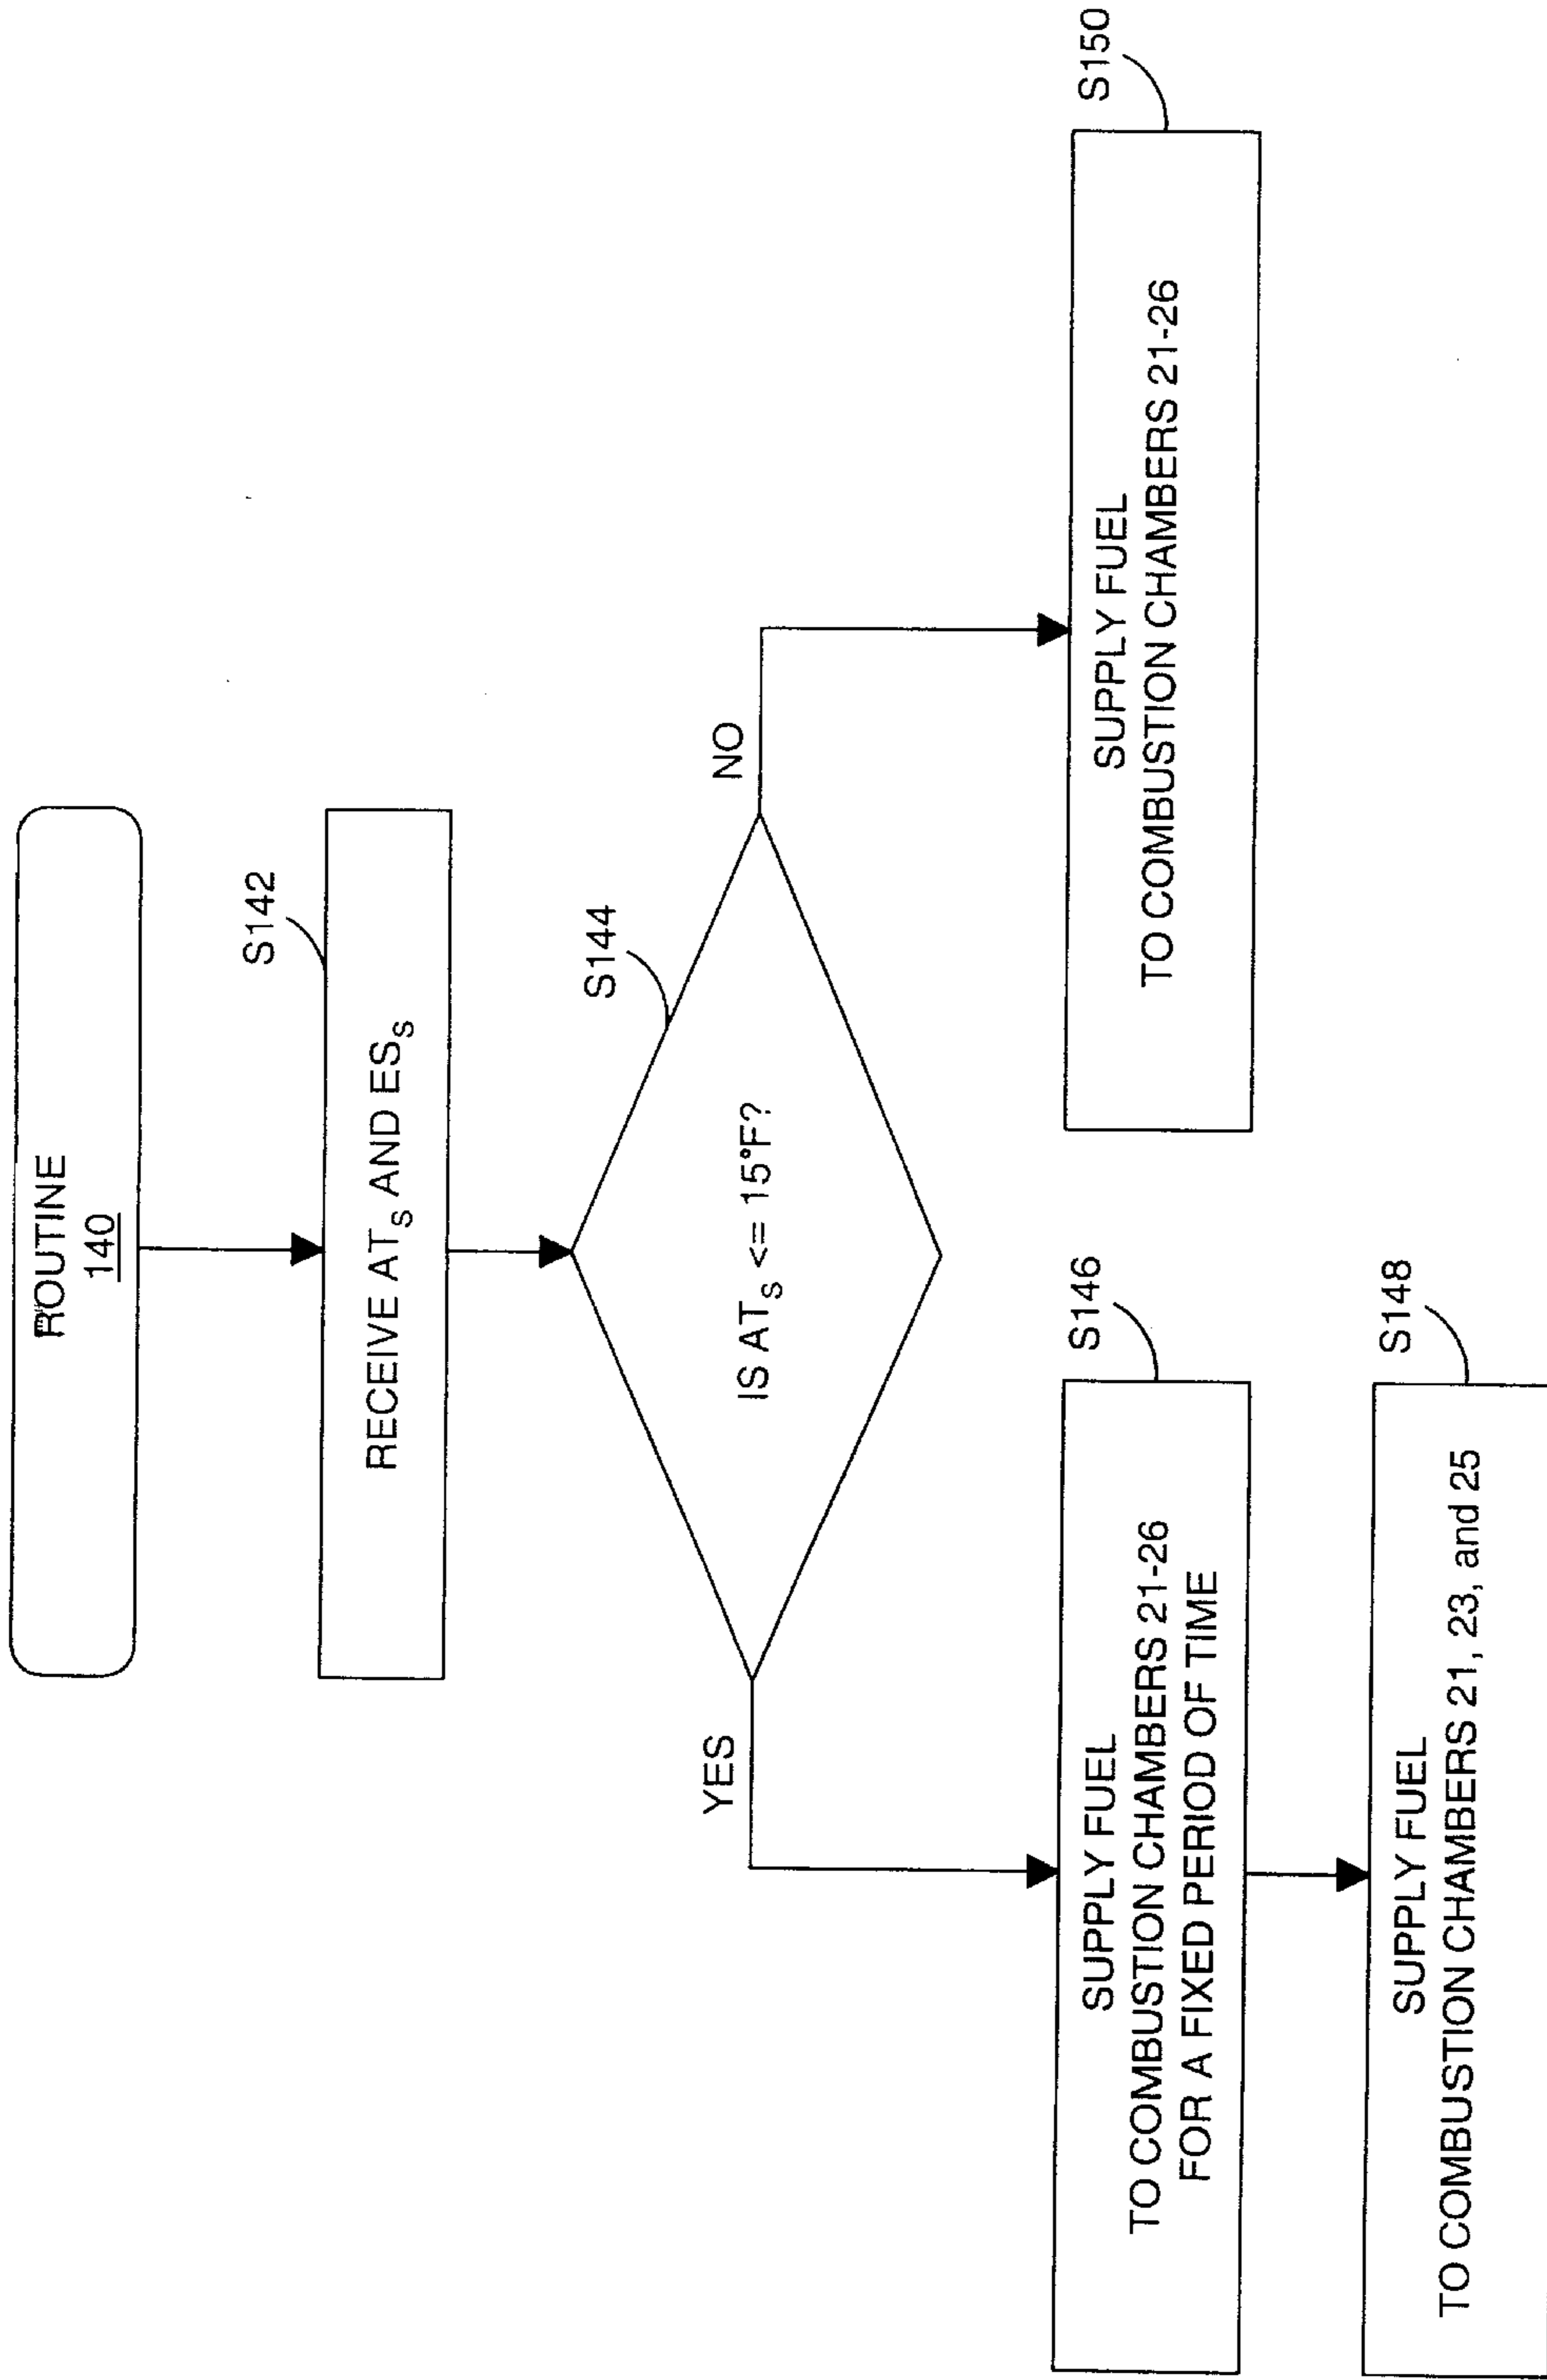 ROUTINE
140
S142
RECEIVE ATS AND ESS
S144
IS ATS <= 15°F?
YES
NO
S146
SUPPLY FUEL
TO COMBUSTION CHAMBERS 21-26
FOR A FIXED PERIOD OF TIME
S150
SUPPLY FUEL
TO COMBUSTION CHAMBERS 21-26
S148
SUPPLY FUEL
TO COMBUSTION CHAMBERS 21, 23, and 25